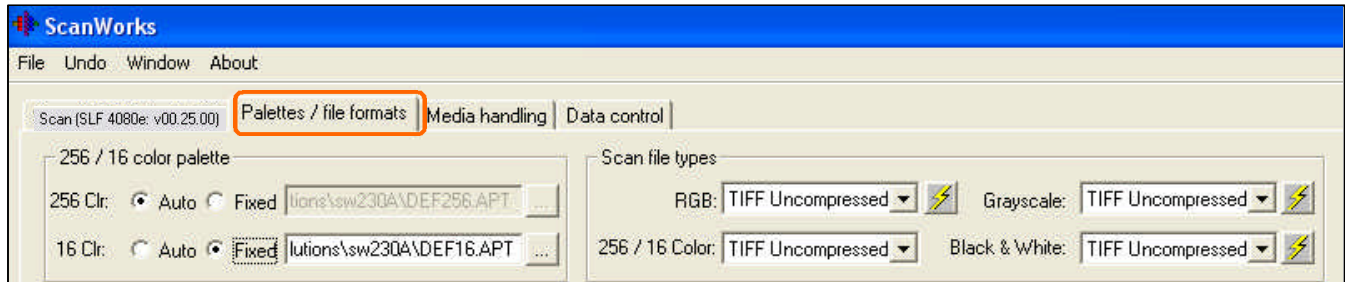 ScanWorks
File Undo Window About
Scan (SLF 4080e: v00.25.00) Palettes / file formats Media handling Data control
256 / 16 color palette
256 Clr: Auto Fixed tions\sw230A\DEF256.APT ...
16 Clr: Auto Fixed lutions\sw230A\DEF16.APT ...
Scan file types
RGB: TIFF Uncompressed Grayscale: TIFF Uncompressed
256 / 16 Color: TIFF Uncompressed Black & White: TIFF Uncompressed